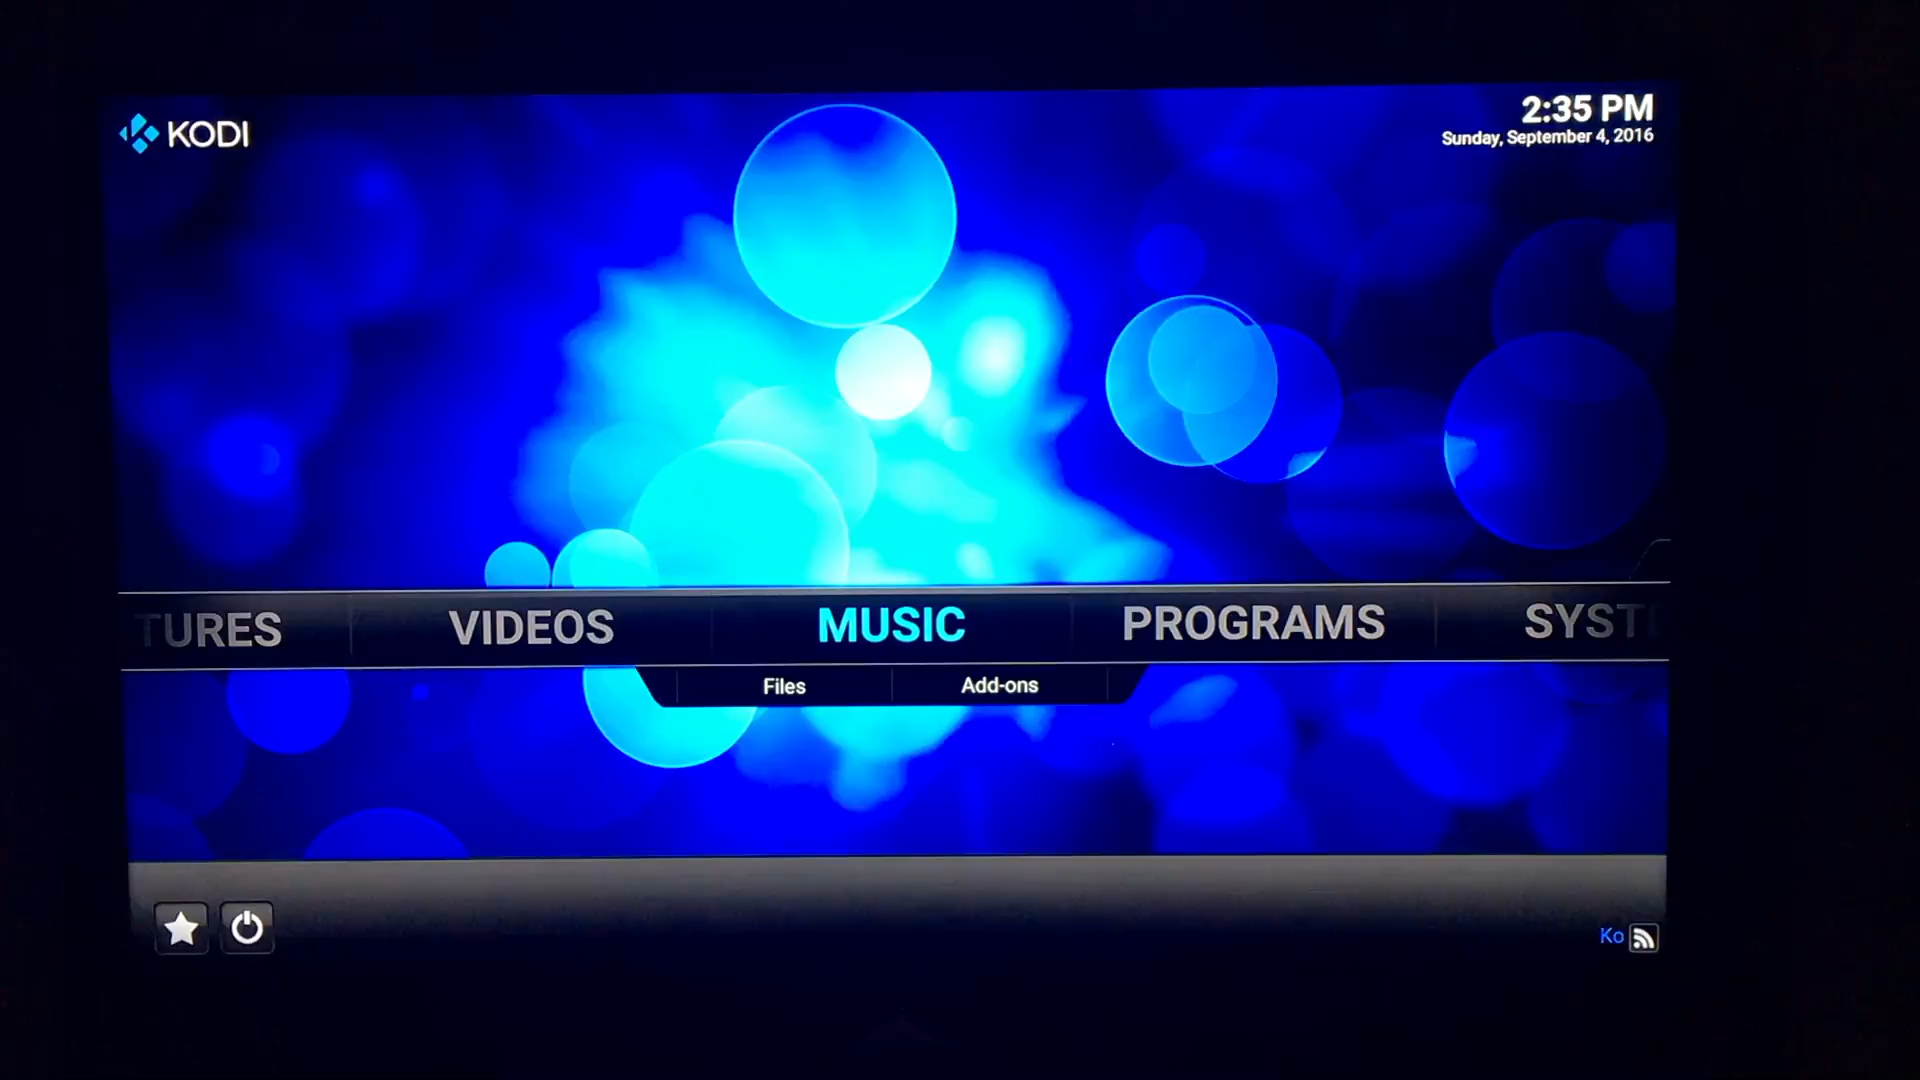 KODI
2:35 PM
Sunday, September 4, 2016
TURES VIDEOS MUSIC PROGRAMS SYST
Files Add-ons
Ko